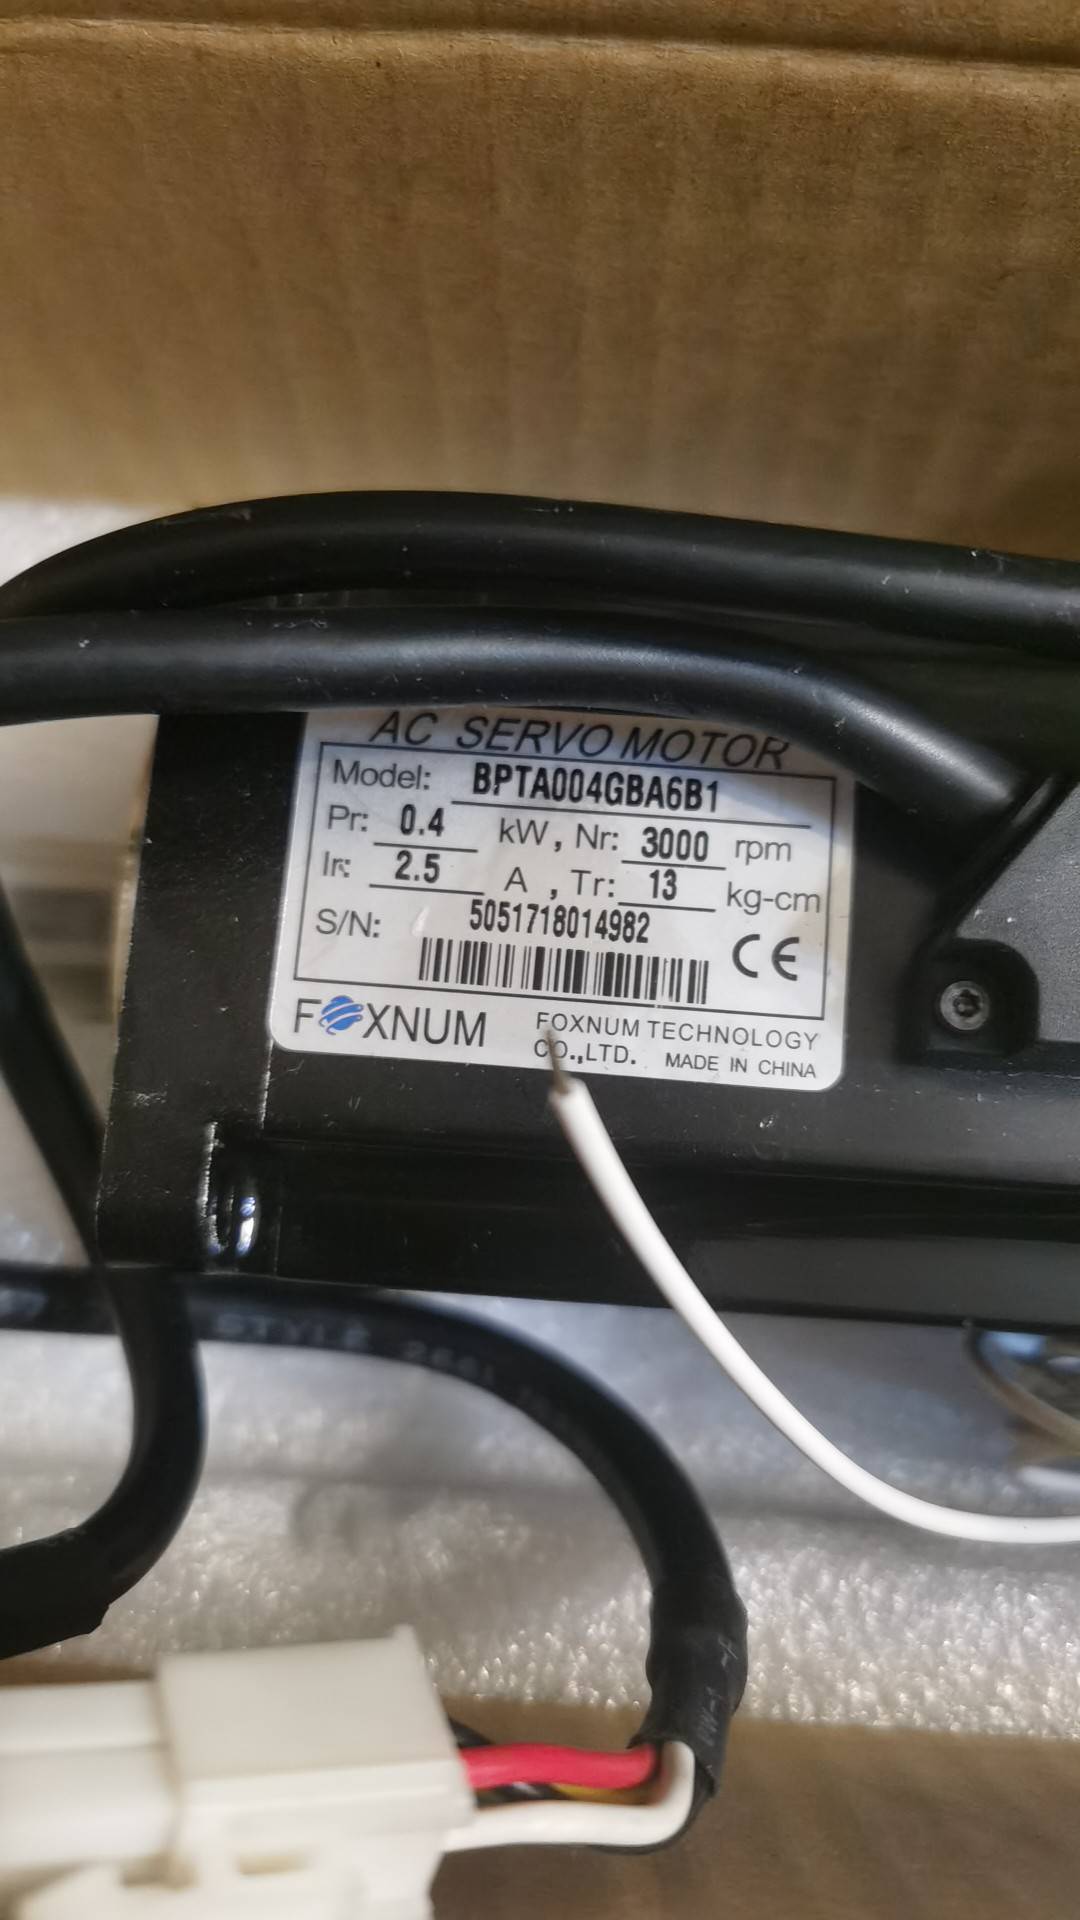 AC SERVO MOTOR
Model: BPTA004GBA6B1
Pr: 0.4 kW, Nr: 3000 rpm
Ir: 2.5 A , Tr: 13 kg-cm
S/N: 5051718014982
CE
FOXNUM FOXNUM TECHNOLOGY
CO.,LTD. MADE IN CHINA
STYLE 2661